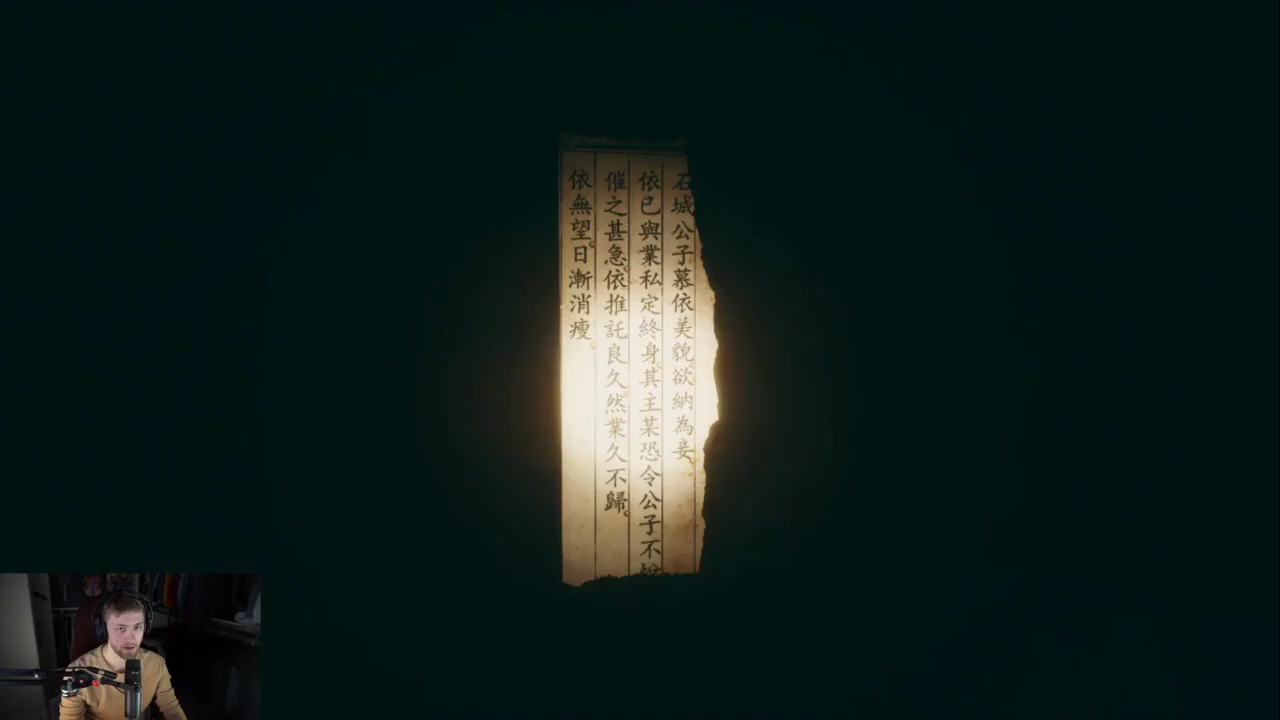 石城公子慕依美貌欲納為妾
依已與業私定終身其主某恐令公子不悅
催之甚急依推託良久然業久不歸
依無望日漸消瘦